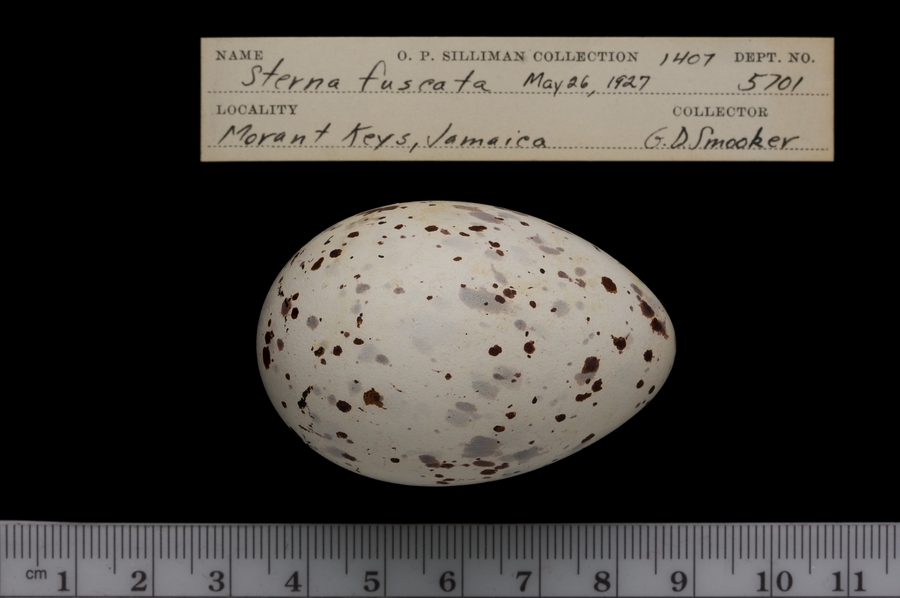 NAME O. P. SILLIMAN COLLECTION 1407 DEPT. NO.
Sterna fuscata May 26, 1927 5701
LOCALITY COLLECTOR
Morant Keys, Jamaica G. D. Smooker
cm 1 2 3 4 5 6 7 8 9 10 11